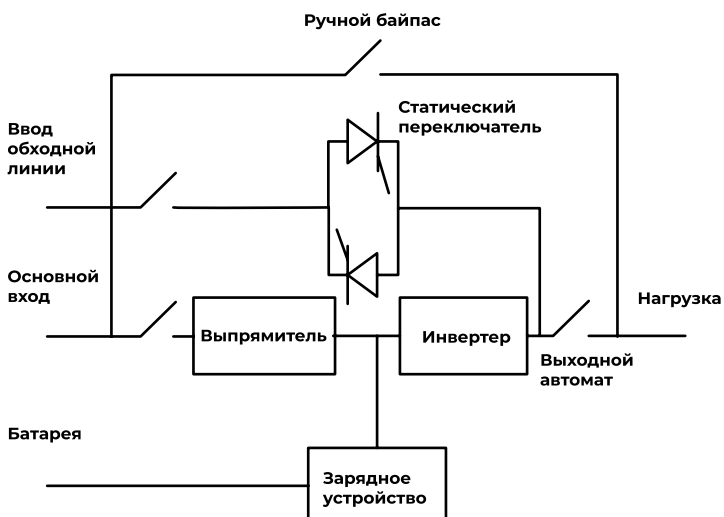 Ручной байпас
Статический
переключатель
Ввод
обходной
линии
Основной
вход
Нагрузка
Выпрямитель
Инвертер
Выходной
автомат
Батарея
Зарядное
устройство